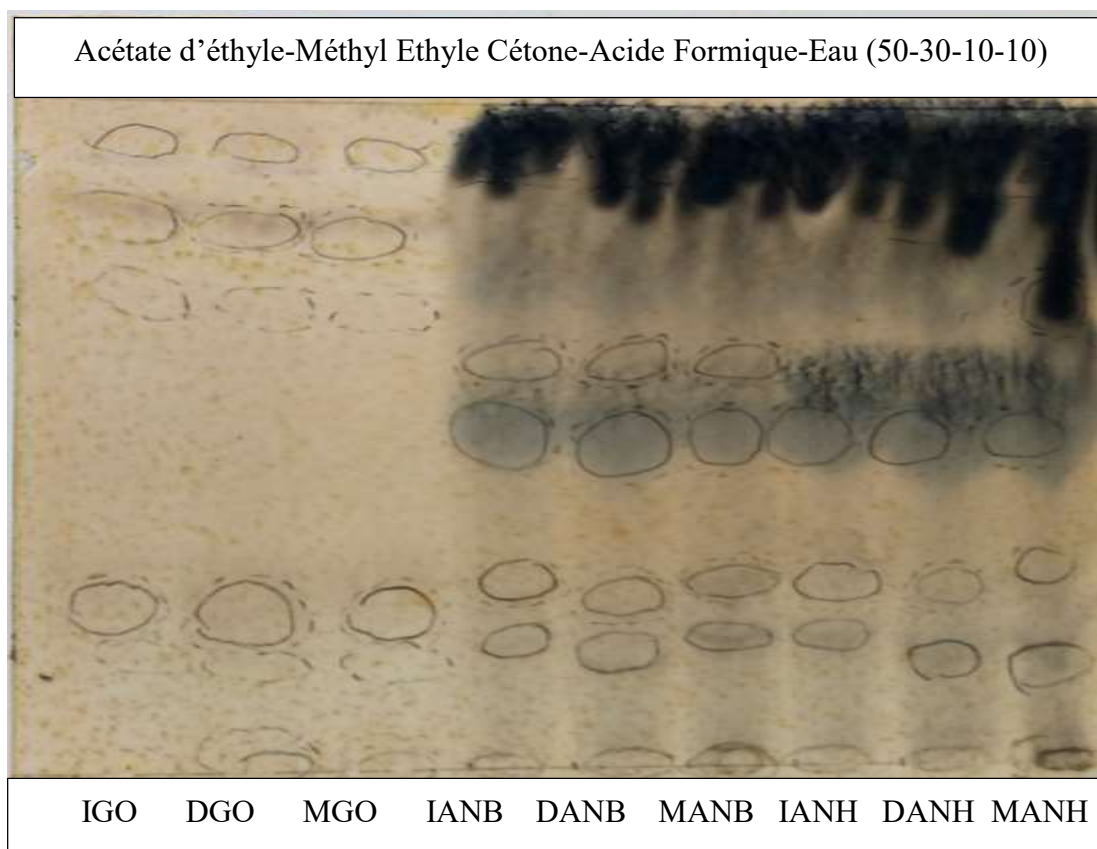 Acétate d'éthyle-Méthyl Ethyle Cétone-Acide Formique-Eau (50-30-10-10)
IGO DGO MGO IANB DANB MANB IANH DANH MANH